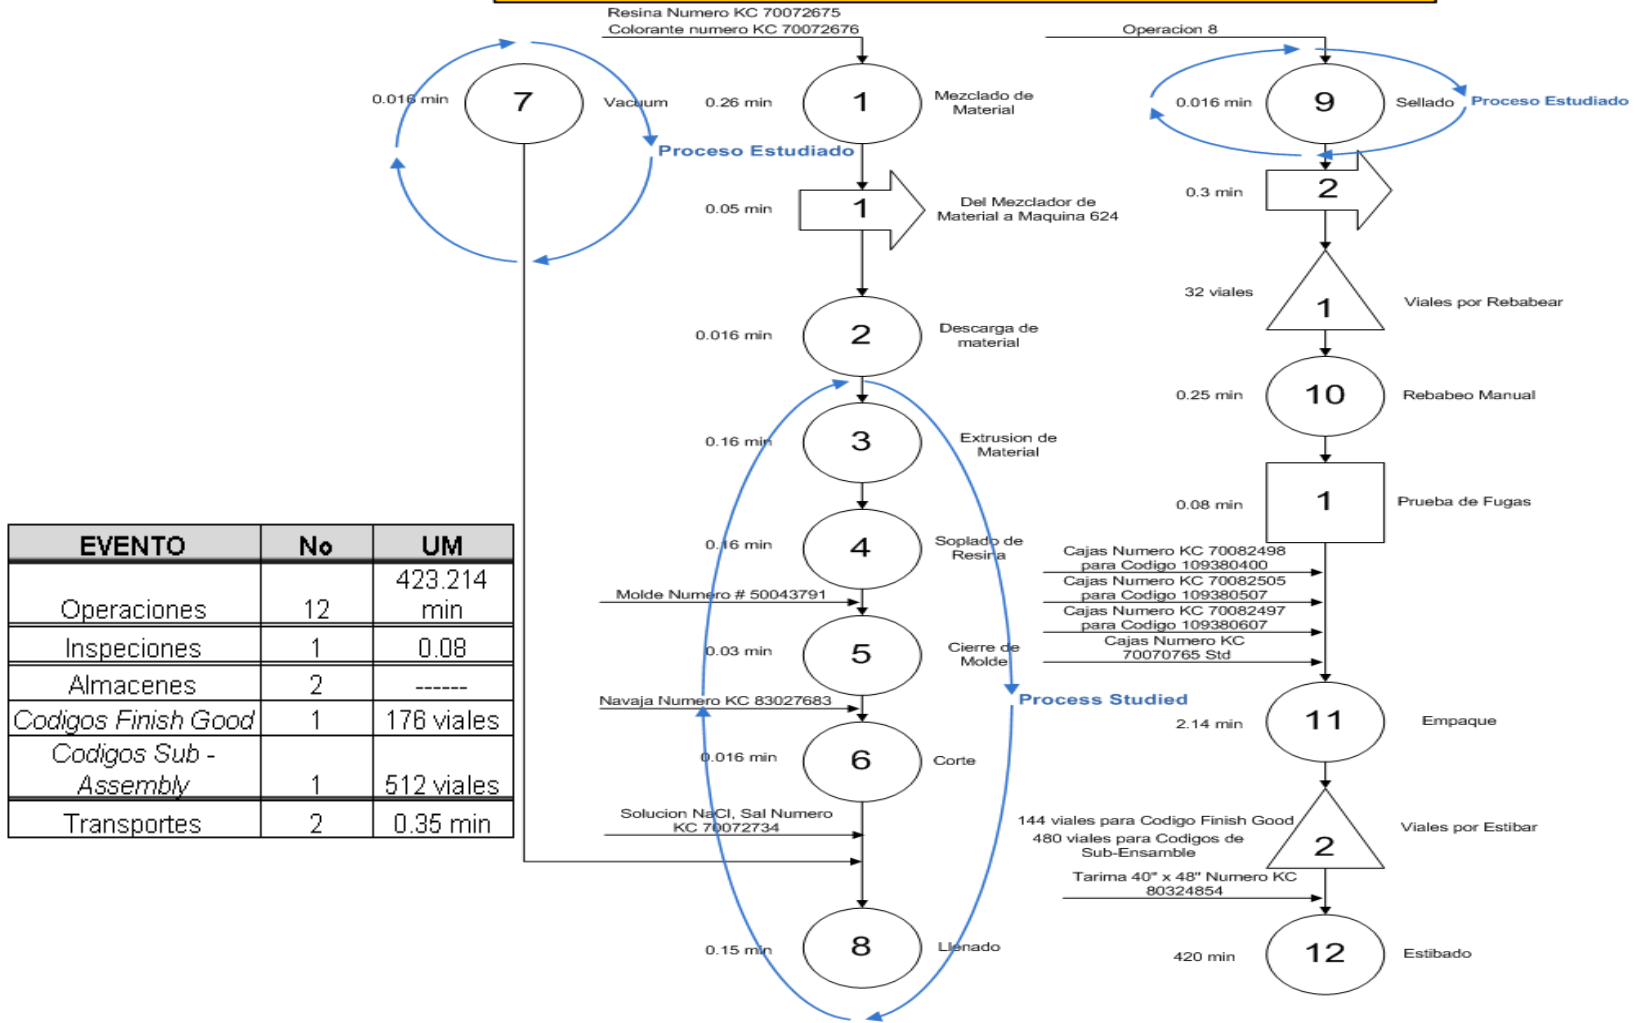 Resina Numero KC 70072675
Colorante numero KC 70072676
0.016 min
7
Vacuum
Proceso Estudiado
0.26 min
1
Mezclado de
Material
0.05 min
1
Del Mezclador de
Material a Maquina 624
0.016 min
2
Descarga de
material
0.16 min
3
Extrusion de
Material
0.16 min
4
Soplado de
Resina
Molde Numero # 50043791
0.03 min
5
Cierre de
Molde
Navaja Numero KC 83027683
Process Studied
0.016 min
6
Corte
Solucion NaCl, Sal Numero
KC 70072734
0.15 min
8
Llenado
Operacion 8
0.016 min
9
Sellado
Proceso Estudiado
0.3 min
2
32 viales
1
Viales por Rebabear
0.25 min
10
Rebabeo Manual
0.08 min
1
Prueba de Fugas
Cajas Numero KC 70082498
para Codigo 109380400
Cajas Numero KC 70082505
para Codigo 109380507
Cajas Numero KC 70082497
para Codigo 109380607
Cajas Numero KC
70070765 Std
2.14 min
11
Empaque
144 viales para Codigo Finish Good
480 viales para Codigos de
Sub-Ensamble
2
Viales por Estibar
Tarima 40" x 48" Numero KC
80324854
420 min
12
Estibado
EVENTO No UM
Operaciones 12 423.214 min
Inspeciones 1 0.08
Almacenes 2 ------
Codigos Finish Good 1 176 viales
Codigos Sub -
Assembly 1 512 viales
Transportes 2 0.35 min